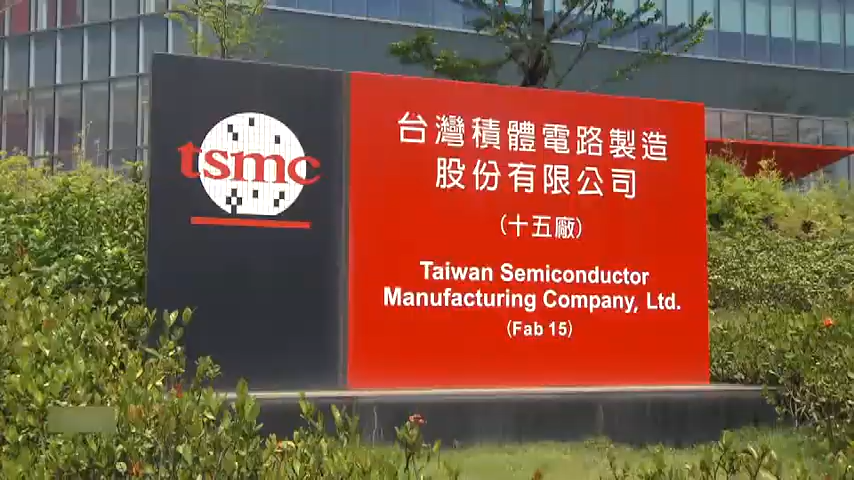 tsmc
台灣積體電路製造
股份有限公司
(十五廠)
Taiwan Semiconductor
Manufacturing Company, Ltd.
(Fab 15)